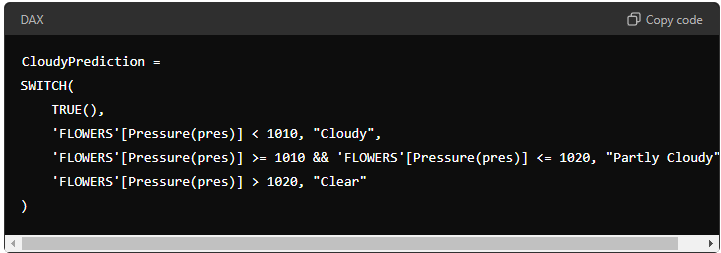 DAX
Copy code
CloudyPrediction =
SWITCH(
    TRUE(),
    'FLOWERS'[Pressure(pres)] < 1010, "Cloudy",
    'FLOWERS'[Pressure(pres)] >= 1010 && 'FLOWERS'[Pressure(pres)] <= 1020, "Partly Cloudy"
    'FLOWERS'[Pressure(pres)] > 1020, "Clear"
)